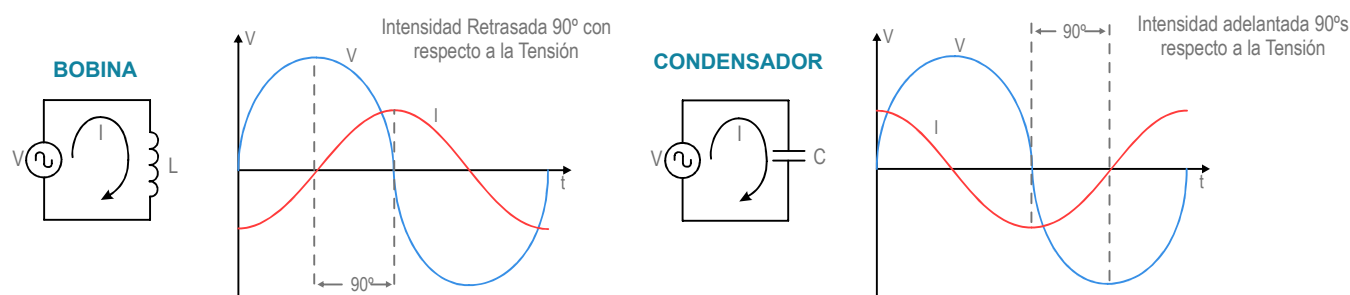 BOBINA
V
I
L
V
Intensidad Retrasada 90º con
respecto a la Tensión
V
I
t
90º
CONDENSADOR
V
I
C
V
Intensidad adelantada 90ºs
respecto a la Tensión
90º
V
I
t